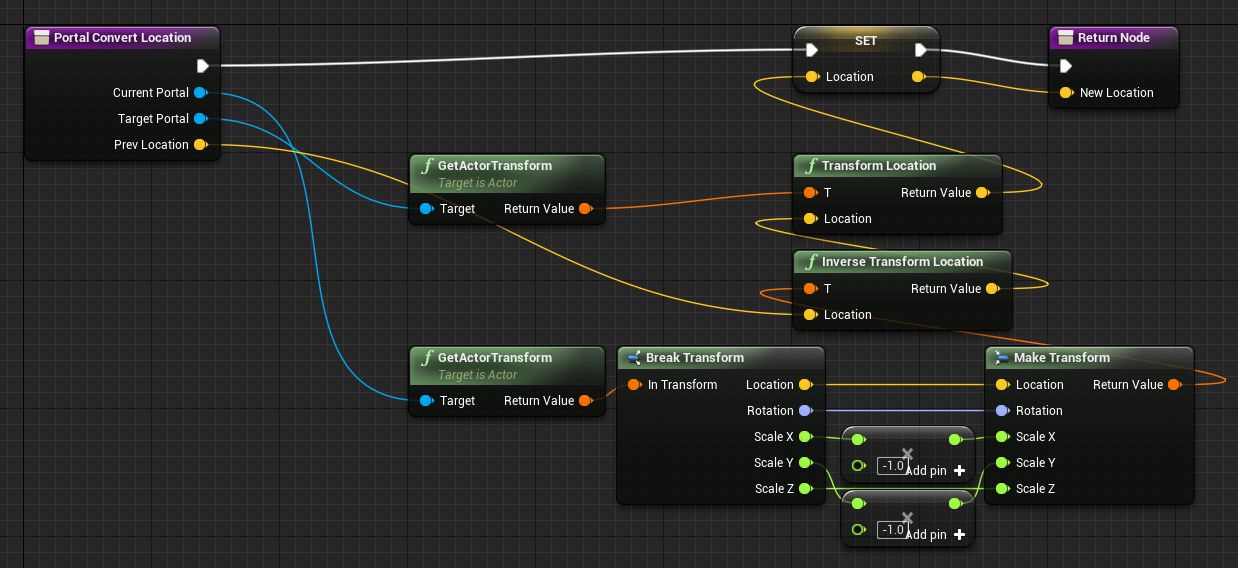 Portal Convert Location
Current Portal
Target Portal
Prev Location
SET
Location
Return Node
New Location
GetActorTransform
Target is Actor
Target Return Value
Transform Location
T Return Value
Location
Inverse Transform Location
T Return Value
Location
GetActorTransform
Target is Actor
Target Return Value
Break Transform
In Transform Location
Rotation
Scale X
Scale Y
Scale Z
-1.0 Add pin
-1.0 Add pin
Make Transform
Location Return Value
Rotation
Scale X
Scale Y
Scale Z